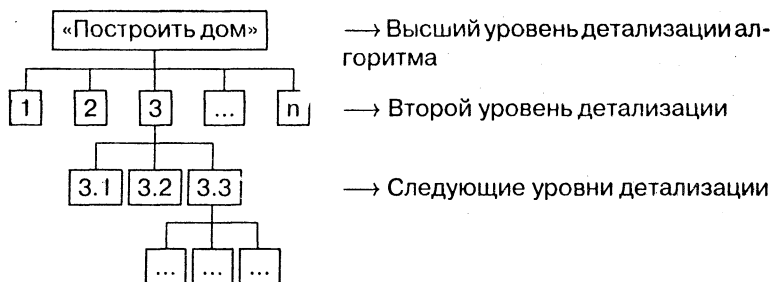 «Построить дом» → Высший уровень детализации ал-
горитма
1 2 3 ... n → Второй уровень детализации
3.1 3.2 3.3 → Следующие уровни детализации
... ... ...